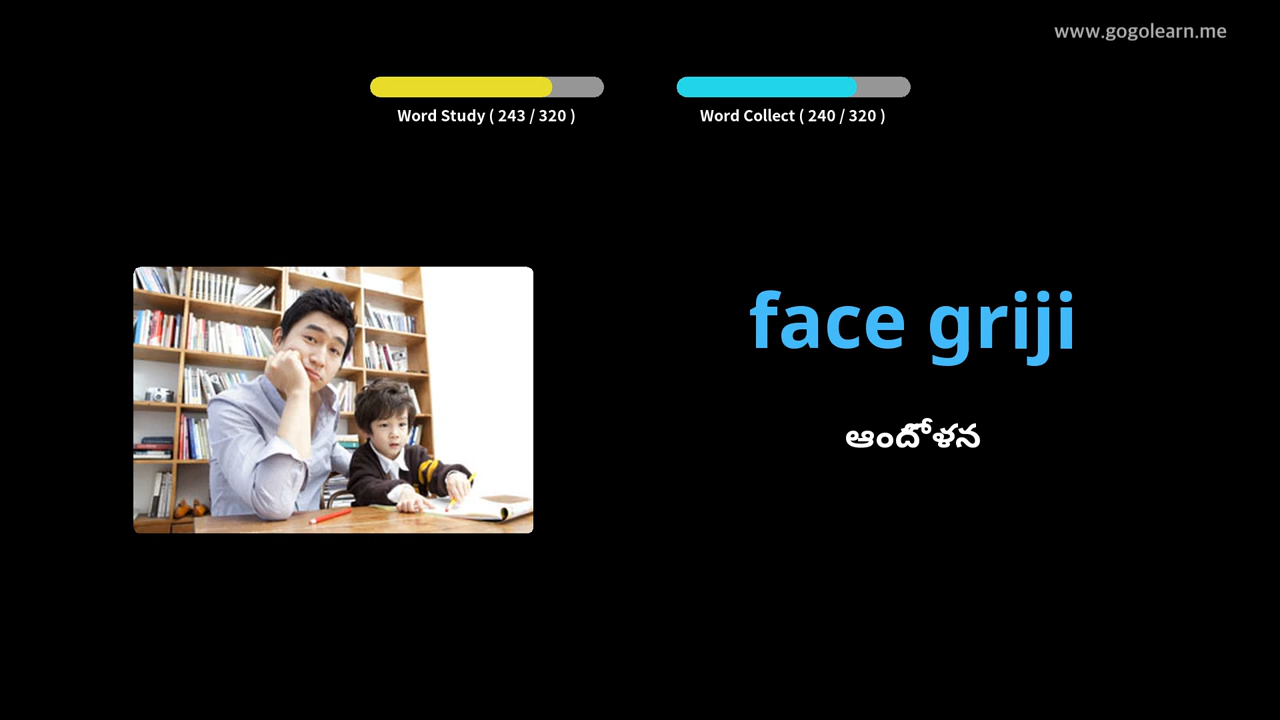 www.gogolearn.me
Word Study ( 243 / 320 )
Word Collect ( 240 / 320 )
face griji
ఆందోళన